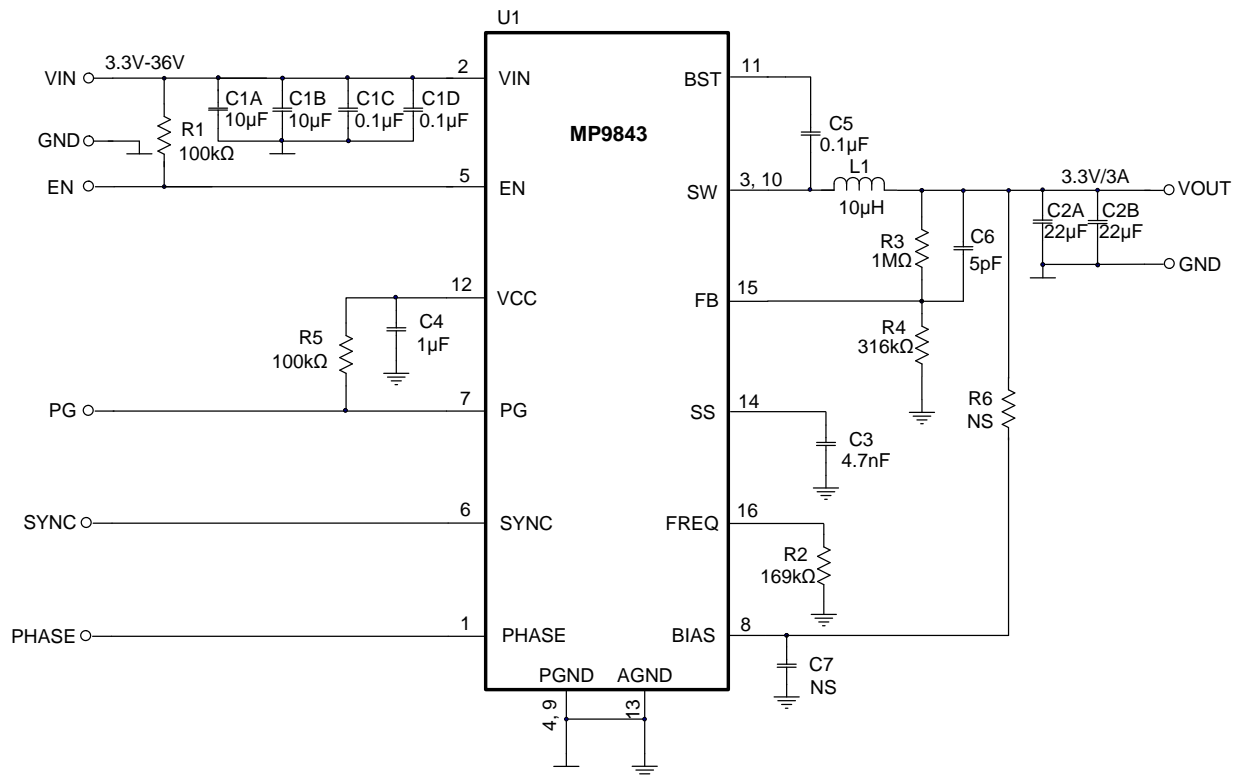 U1
VIN
3.3V-36V
2
VIN
BST
11
C1A
10µF
C1B
10µF
C1C
0.1µF
C1D
0.1µF
R1
100kΩ
GND
MP9843
C5
0.1µF
EN
5
EN
SW
3, 10
L1
10µH
3.3V/3A
VOUT
C2A
22µF
C2B
22µF
R3
1MΩ
C6
5pF
GND
12
VCC
FB
15
C4
1µF
R5
100kΩ
R4
316kΩ
PG
7
PG
SS
14
R6
NS
C3
4.7nF
SYNC
6
SYNC
FREQ
16
R2
169kΩ
PHASE
1
PHASE
BIAS
8
C7
NS
PGND
AGND
4, 9
13